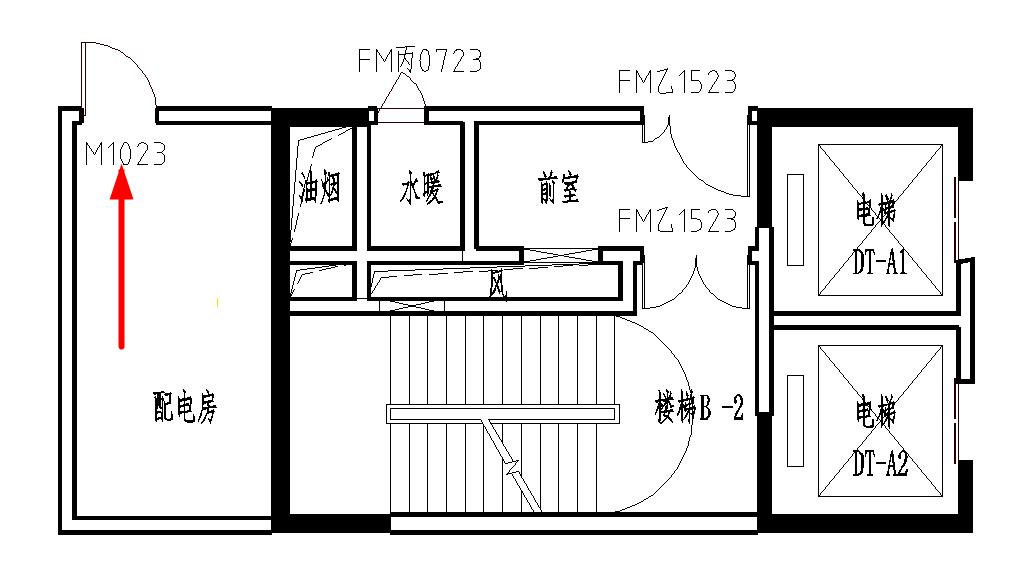 FM丙0723
FM乙1523
M1023
油烟
水暖
前室
电梯
DT-A1
FM乙1523
风
配电房
楼梯B -2
电梯
DT-A2